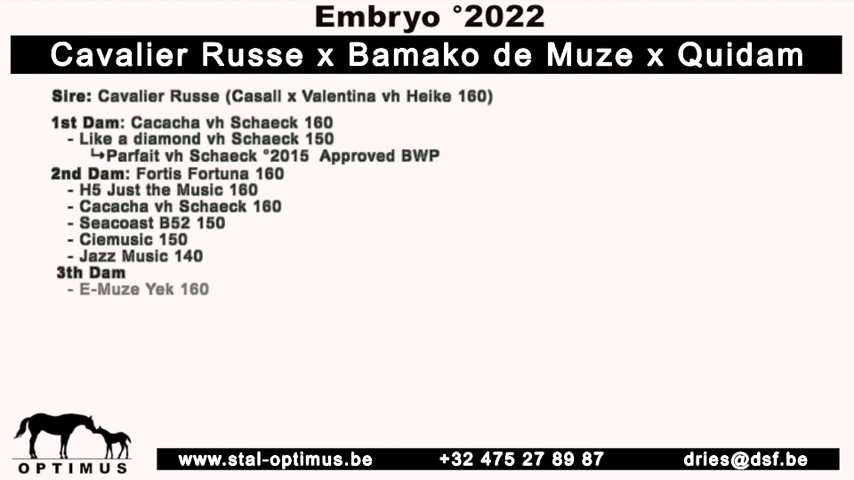 Embryo °2022
Cavalier Russe x Bamako de Muze x Quidam
Sire: Cavalier Russe (Casall x Valentina vh Heike 160)
1st Dam: Cacacha vh Schaeck 160
- Like a diamond vh Schaeck 150
↳Parfait vh Schaeck °2015 Approved BWP
2nd Dam: Fortis Fortuna 160
- H5 Just the Music 160
- Cacacha vh Schaeck 160
- Seacoast B52 150
- Ciemusic 150
- Jazz Music 140
3th Dam
- E-Muze Yek 160
OPTIMUS
www.stal-optimus.be +32 475 27 89 87 dries@dsf.be